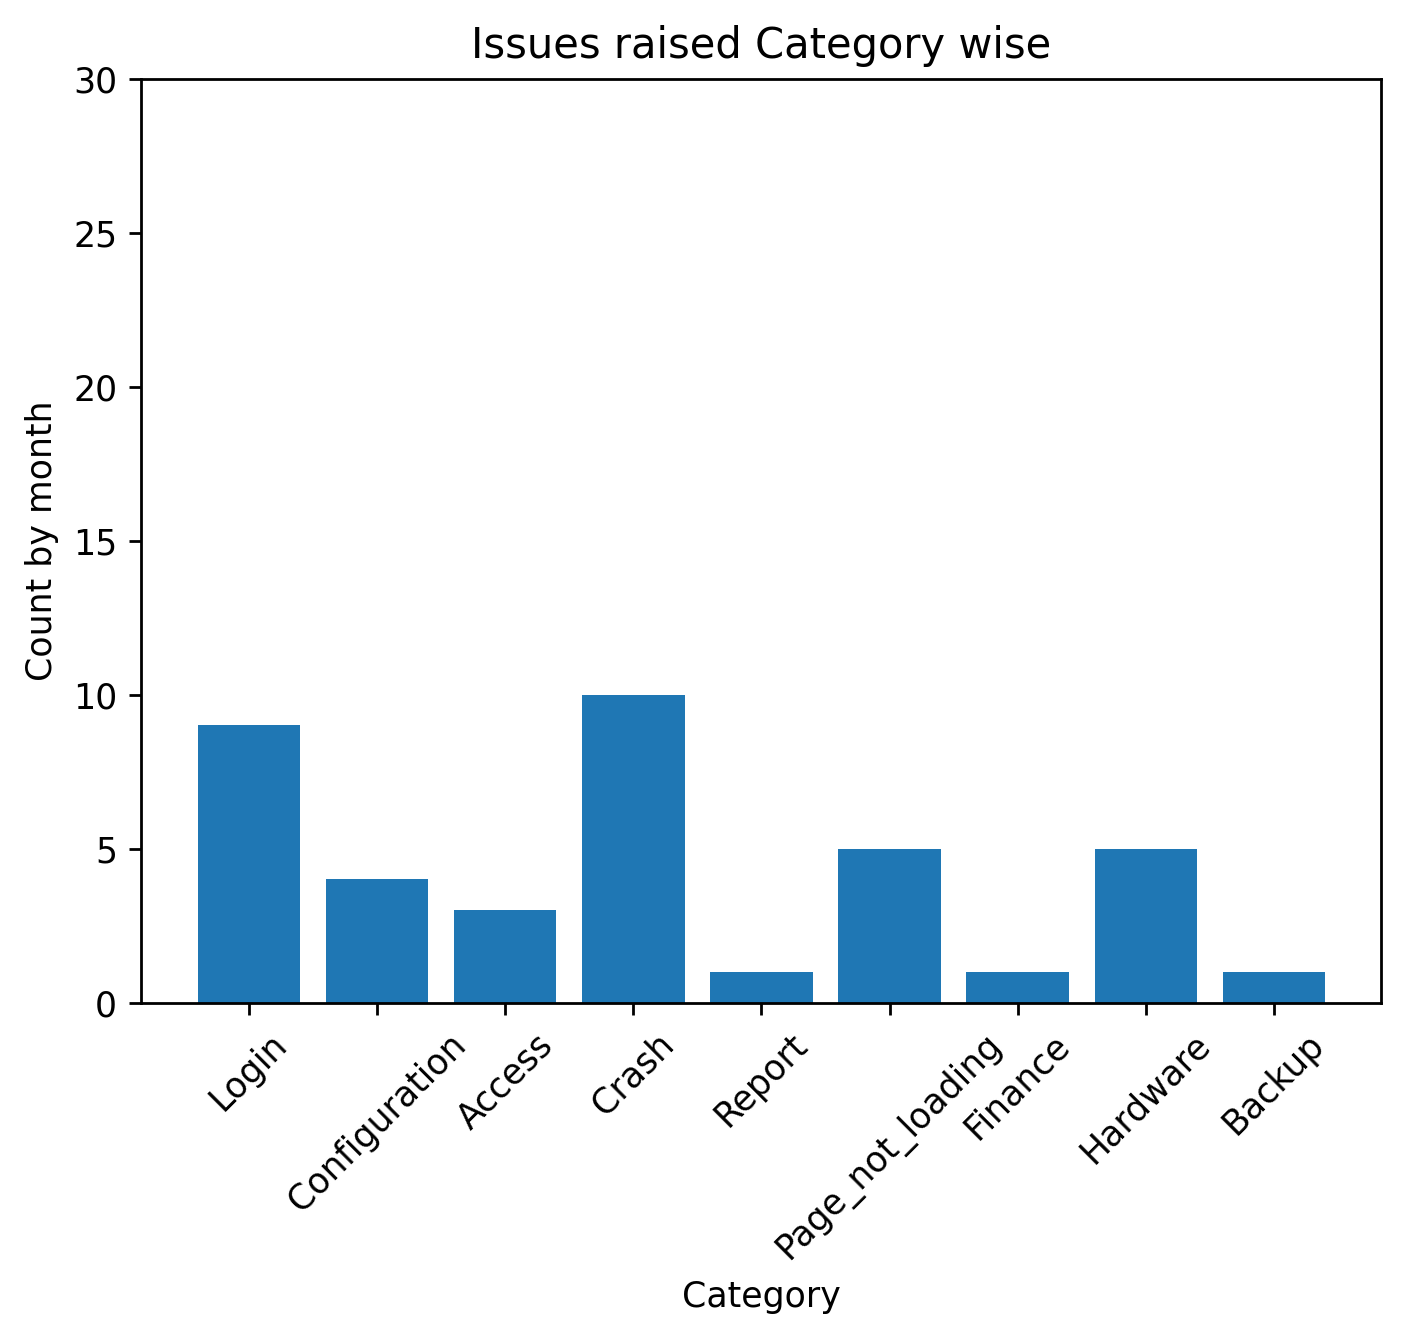 Issues raised Category wise
30
25
20
15
10
5
0
Count by month
Login
Configuration
Access
Crash
Report
Page_not_loading
Finance
Hardware
Backup
Category